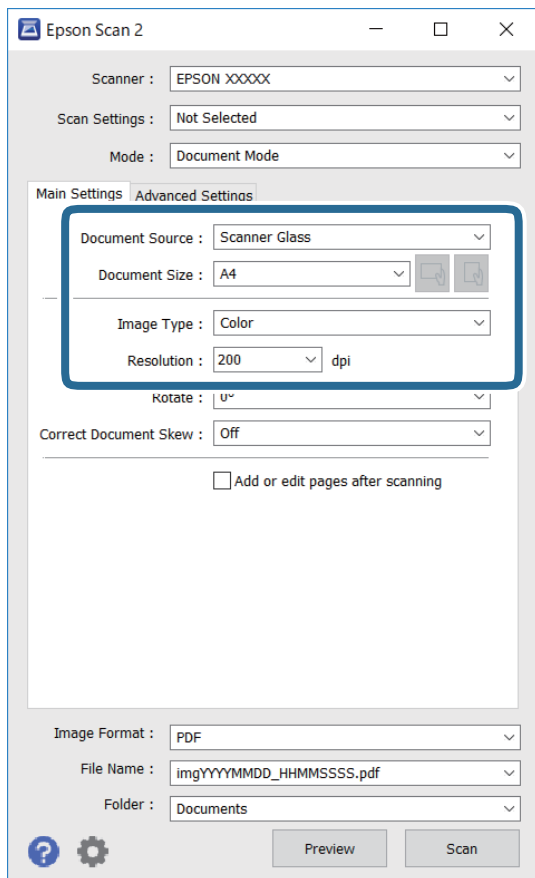 Epson Scan 2
Scanner : EPSON XXXXX
Scan Settings : Not Selected
Mode : Document Mode
Main Settings Advanced Settings
Document Source : Scanner Glass
Document Size : A4
Image Type : Color
Resolution : 200 dpi
Rotate : 0°
Correct Document Skew : Off
Add or edit pages after scanning
Image Format : PDF
File Name : imgYYYYMMDD_HHMMSSSS.pdf
Folder : Documents
? Preview Scan